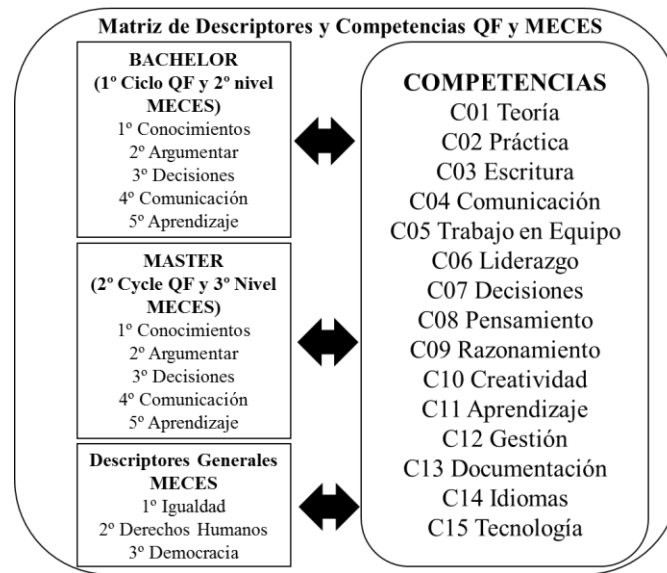 Matriz de Descriptores y Competencias QF y MECES
BACHELOR
(1º Ciclo QF y 2º nivel
MECES)
1º Conocimientos
2º Argumentar
3º Decisiones
4º Comunicación
5º Aprendizaje
MASTER
(2º Cycle QF y 3º Nivel
MECES)
1º Conocimientos
2º Argumentar
3º Decisiones
4º Comunicación
5º Aprendizaje
Descriptores Generales
MECES
1º Igualdad
2º Derechos Humanos
3º Democracia
COMPETENCIAS
C01 Teoría
C02 Práctica
C03 Escritura
C04 Comunicación
C05 Trabajo en Equipo
C06 Liderazgo
C07 Decisiones
C08 Pensamiento
C09 Razonamiento
C10 Creatividad
C11 Aprendizaje
C12 Gestión
C13 Documentación
C14 Idiomas
C15 Tecnología